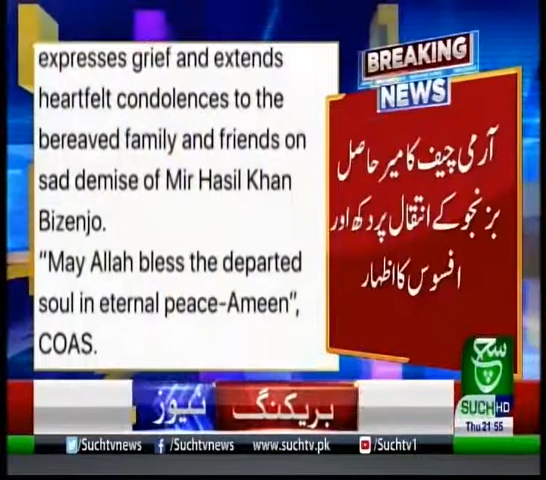 expresses grief and extends
heartfelt condolences to the
bereaved family and friends on
sad demise of Mir Hasil Khan
Bizenjo.
“May Allah bless the departed
soul in eternal peace-Ameen”,
COAS.
BREAKING
NEWS
آرمی چیف کا میر حاصل
بزنجو کے انتقال پر دکھ اور
افسوس کا اظہار
سچ
SUCH HD
Thu 21:55
بریکنگ نیوز
/Suchtvnews /Suchtvnews www.suchtv.pk /Suchtv1